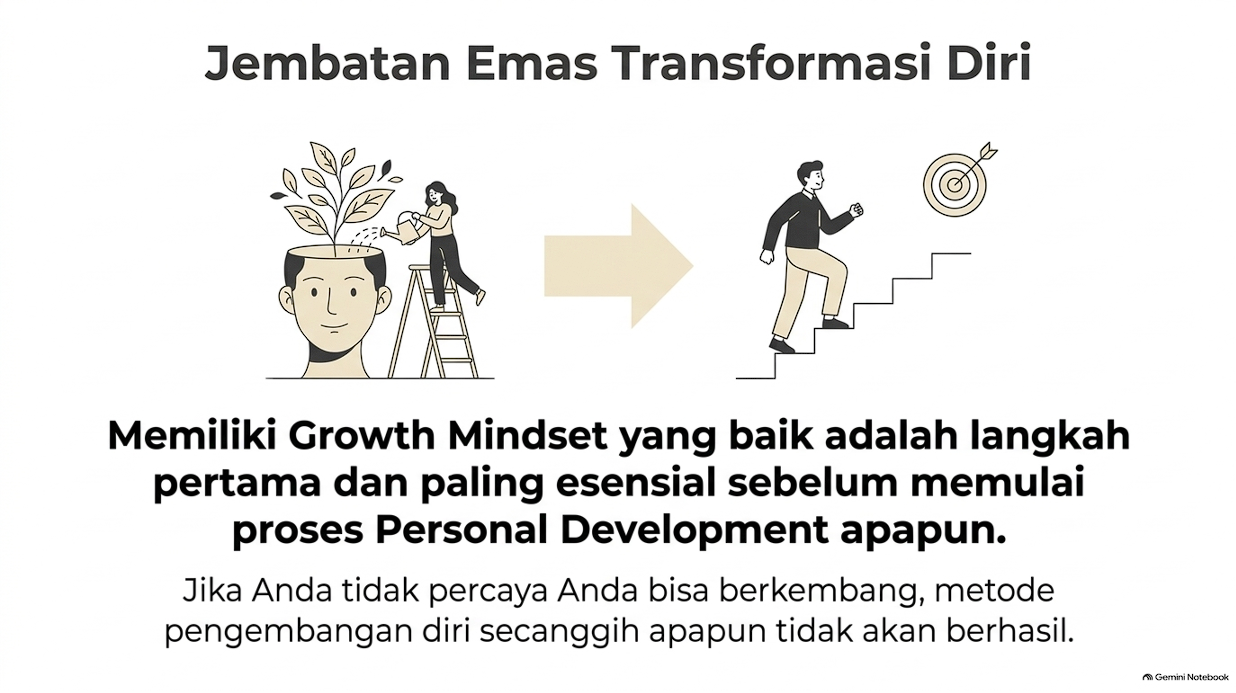 Jembatan Emas Transformasi Diri
Memiliki Growth Mindset yang baik adalah langkah
pertama dan paling esensial sebelum memulai
proses Personal Development apapun.
Jika Anda tidak percaya Anda bisa berkembang, metode
pengembangan diri secanggih apapun tidak akan berhasil.
Gemini Notebook